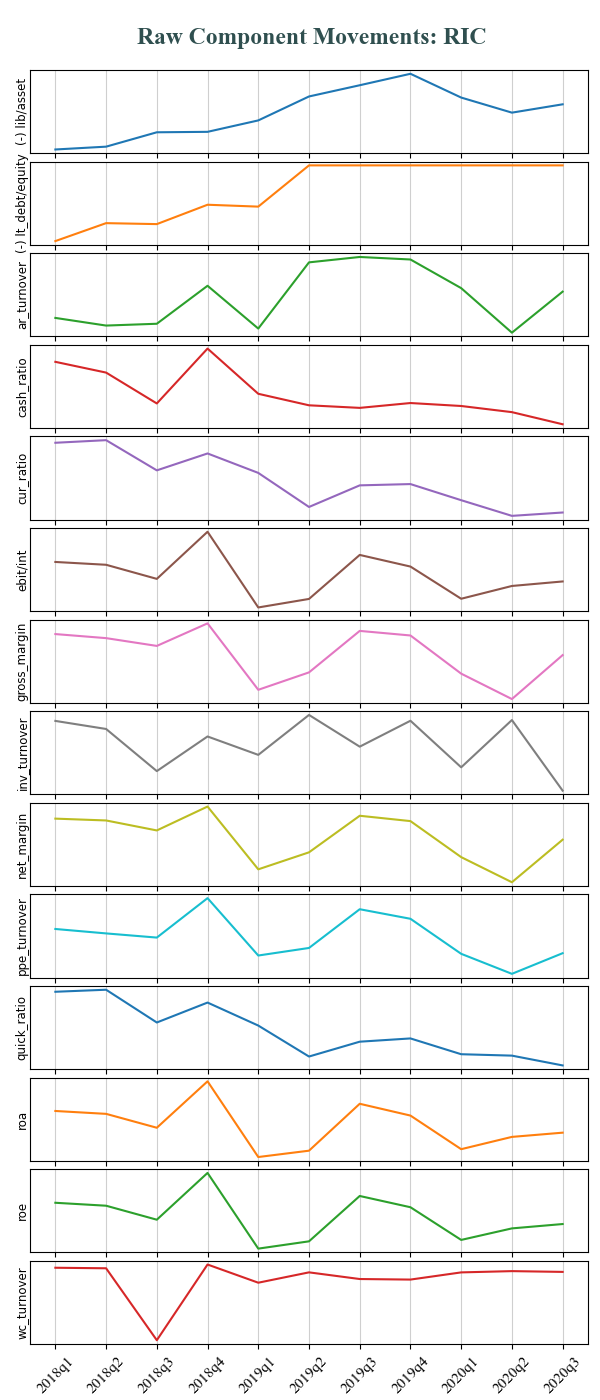 Raw Component Movements: RIC
(-) lib/asset
(-) lt_debt/equity
ar_turnover
cash_ratio
cur_ratio
ebit/int
gross_margin
inv_turnover
net_margin
ppe_turnover
quick_ratio
roa
roe
wc_turnover
2018q1 2018q2 2018q3 2018q4 2019q1 2019q2 2019q3 2019q4 2020q1 2020q2 2020q3